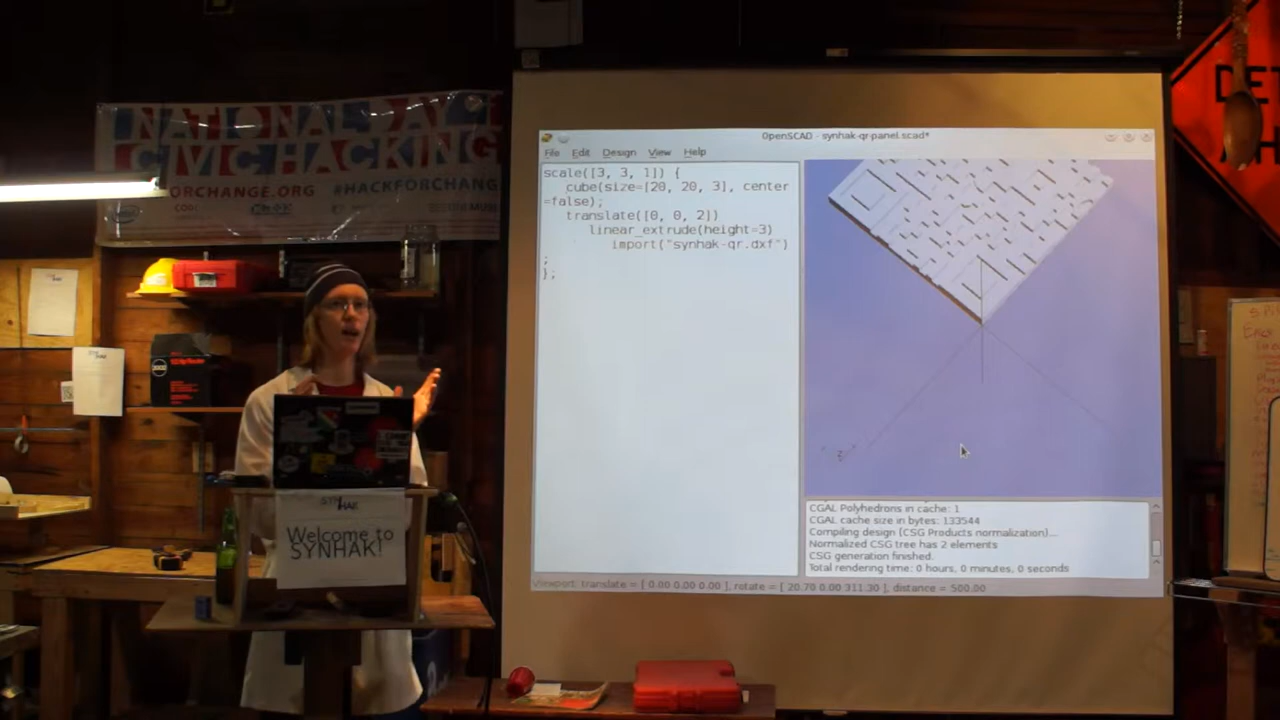 NATIONAL DAY
CIVIC HACKING
ORCHANGE.ORG #HACKFORCHANGE
Welcome to
SYNHAK!
OpenSCAD - synhak-qr-panel.scad*
File Edit Design View Help
scale([3, 3, 1]) {
cube(size=[20, 20, 3], center
=false);
translate([0, 0, 2])
linear_extrude(height=3)
import("synhak-qr.dxf")
;
};
CGAL Polyhedrons in cache: 1
CGAL cache size in bytes: 133544
Compiling design (CSG Products normalization)...
Normalized CSG tree has 2 elements
CSG generation finished.
Total rendering time: 0 hours, 0 minutes, 0 seconds
Viewport: translate = [ 0.00 0.00 0.00 ], rotate = [ 20.70 0.00 311.30 ], distance = 500.00